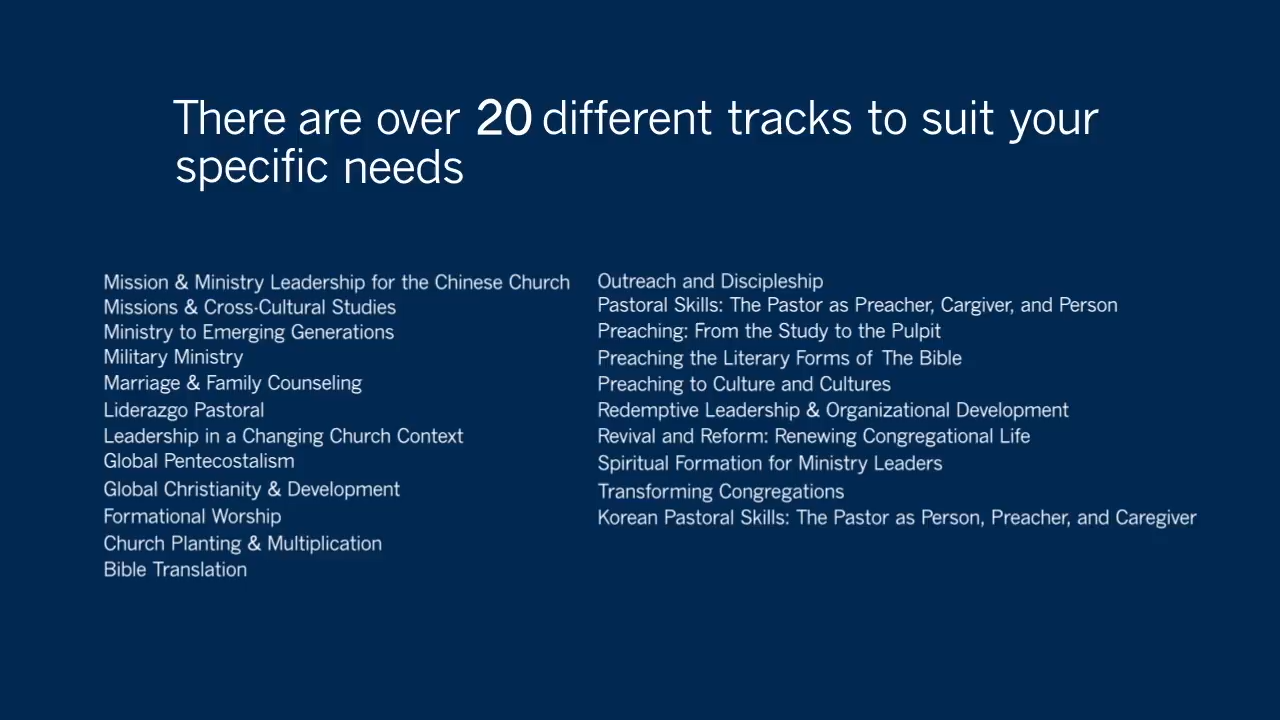 There are over 20 different tracks to suit your
specific needs
Mission & Ministry Leadership for the Chinese Church
Missions & Cross-Cultural Studies
Ministry to Emerging Generations
Military Ministry
Marriage & Family Counseling
Liderazgo Pastoral
Leadership in a Changing Church Context
Global Pentecostalism
Global Christianity & Development
Formational Worship
Church Planting & Multiplication
Bible Translation
Outreach and Discipleship
Pastoral Skills: The Pastor as Preacher, Cargiver, and Person
Preaching: From the Study to the Pulpit
Preaching the Literary Forms of The Bible
Preaching to Culture and Cultures
Redemptive Leadership & Organizational Development
Revival and Reform: Renewing Congregational Life
Spiritual Formation for Ministry Leaders
Transforming Congregations
Korean Pastoral Skills: The Pastor as Person, Preacher, and Caregiver